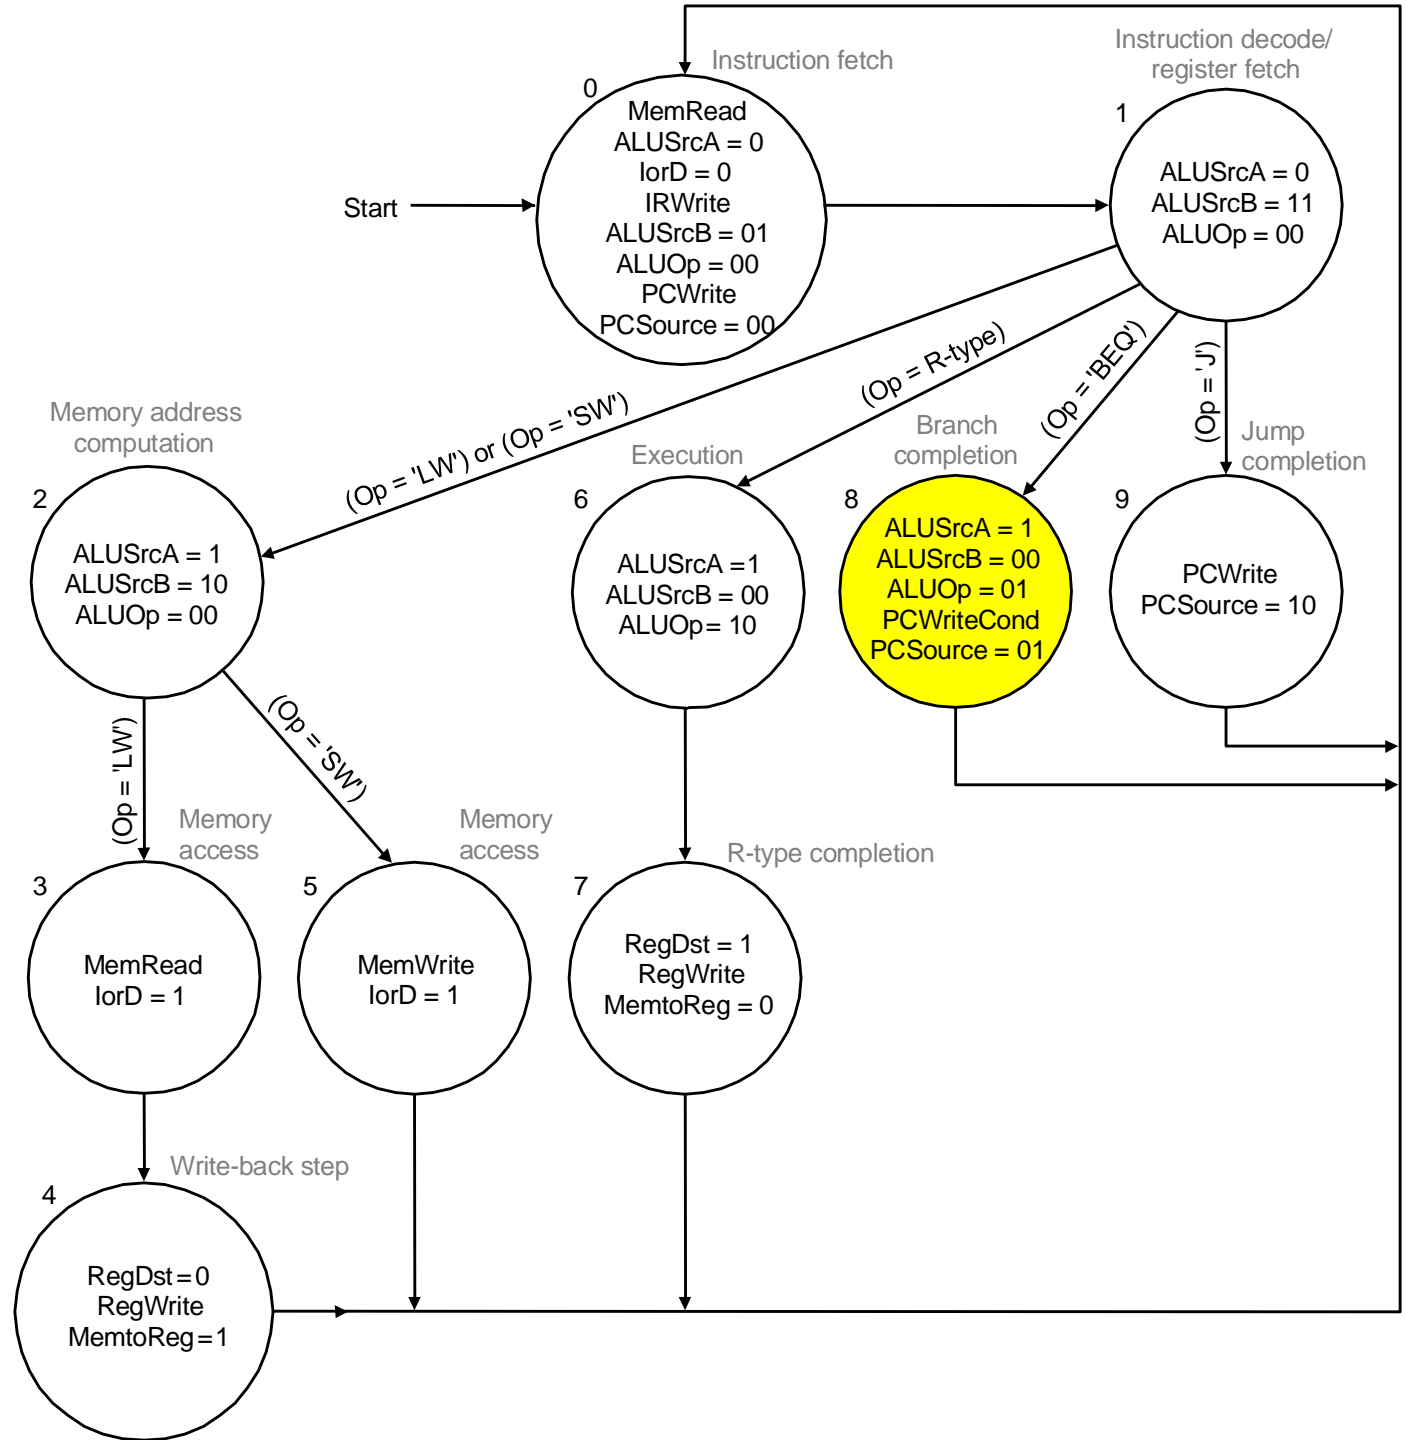 Instruction fetch
Instruction decode/
register fetch
0
MemRead
ALUSrcA = 0
IorD = 0
IRWrite
ALUSrcB = 01
ALUOp = 00
PCWrite
PCSource = 00
1
ALUSrcA = 0
ALUSrcB = 11
ALUOp = 00
Start
(Op = 'LW') or (Op = 'SW')
(Op = R-type)
(Op = 'BEQ')
(Op = 'J')
Memory address
computation
2
ALUSrcA = 1
ALUSrcB = 10
ALUOp = 00
Execution
6
ALUSrcA =1
ALUSrcB = 00
ALUOp= 10
Branch
completion
8
ALUSrcA = 1
ALUSrcB = 00
ALUOp = 01
PCWriteCond
PCSource = 01
Jump
completion
9
PCWrite
PCSource = 10
(Op = 'LW')
(Op = 'SW')
Memory
access
3
MemRead
IorD = 1
Memory
access
5
MemWrite
IorD = 1
R-type completion
7
RegDst = 1
RegWrite
MemtoReg = 0
Write-back step
4
RegDst=0
RegWrite
MemtoReg=1